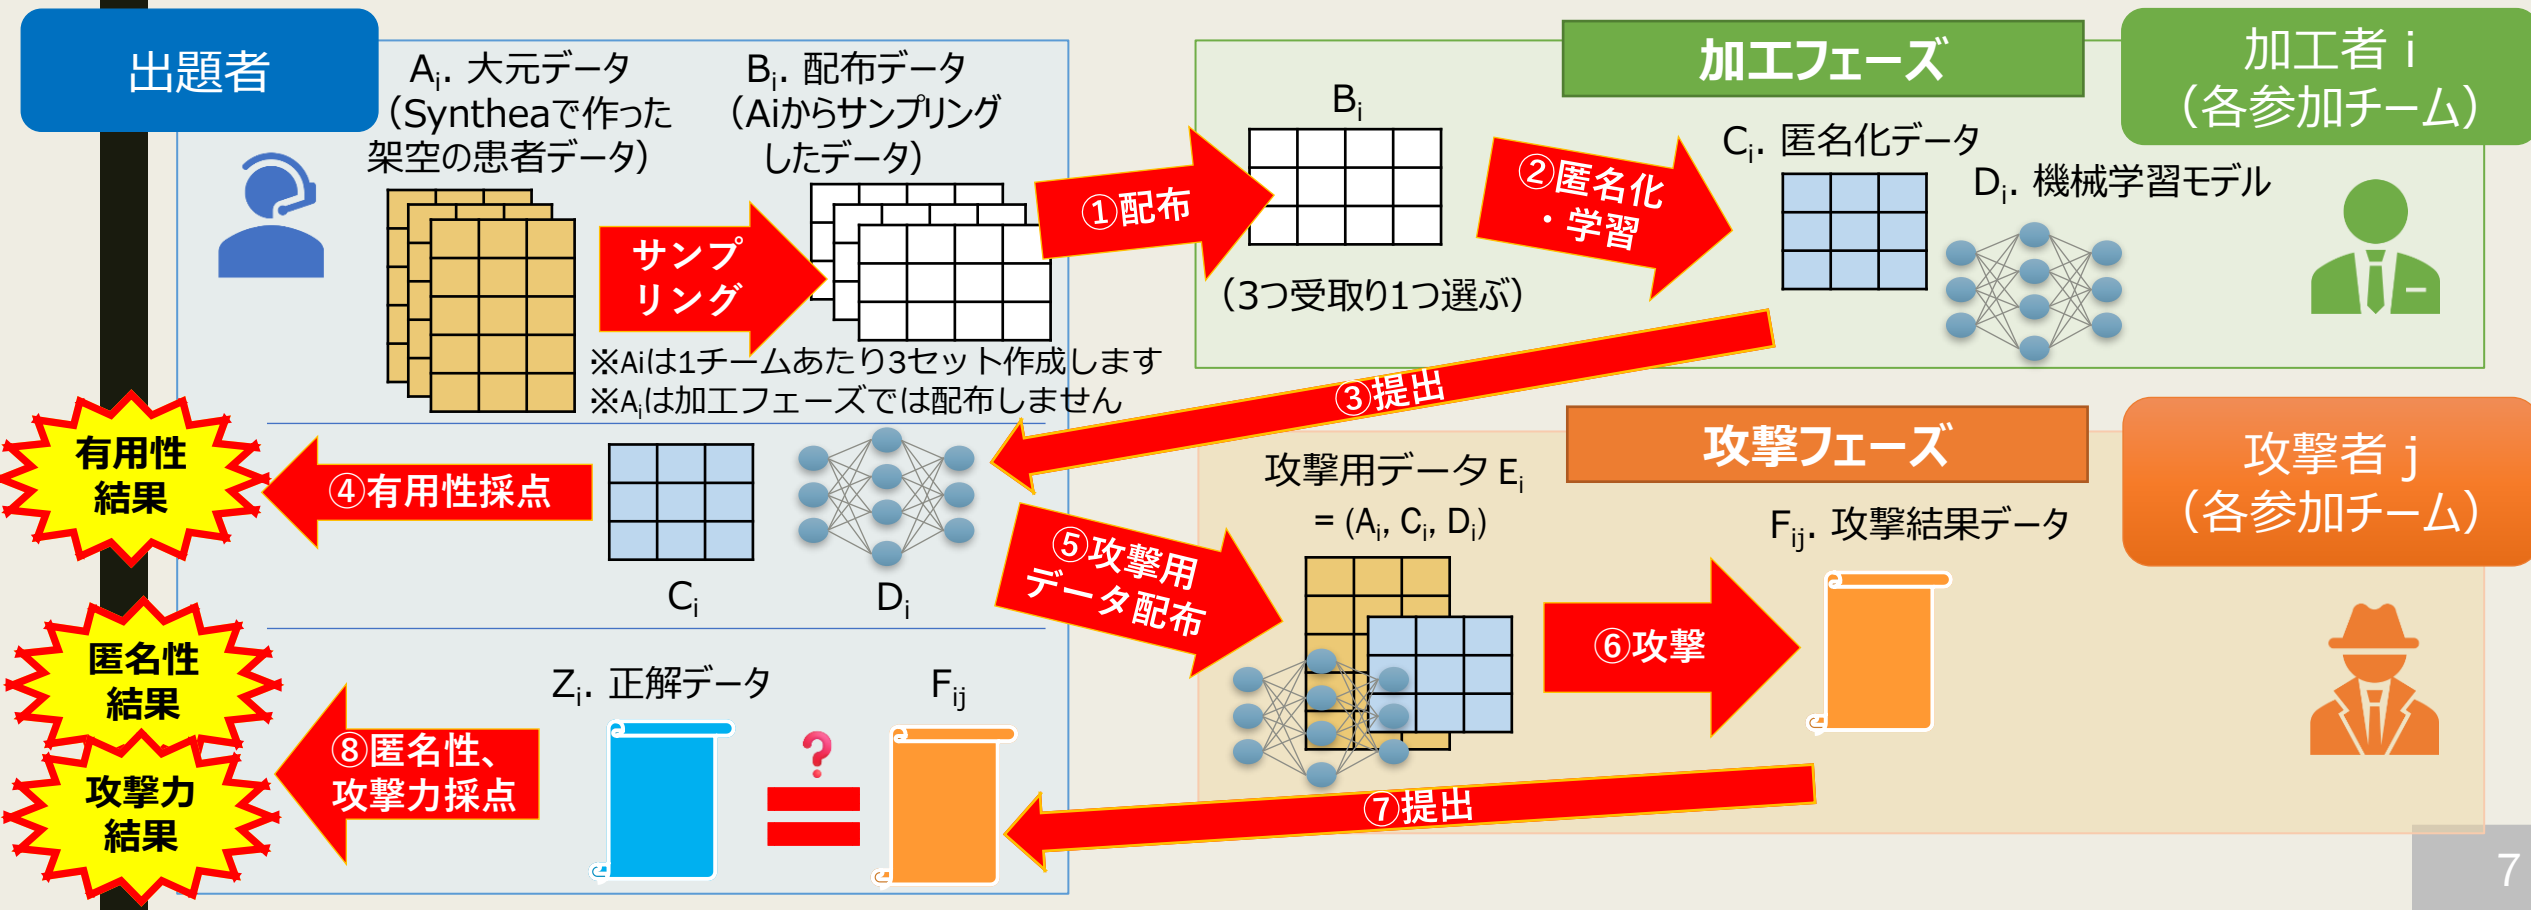 出題者
Ai. 大元データ
（Syntheaで作った
架空の患者データ）
Bi. 配布データ
（Aiからサンプリング
したデータ）
サンプ
リング
※Aiは1チームあたり3セット作成します
※Aiは加工フェーズでは配布しません
①配布
加工フェーズ
加工者 i
（各参加チーム）
Bi
（3つ受取り1つ選ぶ）
②匿名化
・学習
Ci. 匿名化データ
Di. 機械学習モデル
③提出
有用性
結果
④有用性採点
Ci
Di
⑤攻撃用
データ配布
攻撃フェーズ
攻撃者 j
（各参加チーム）
攻撃用データ Ei
= (Ai, Ci, Di)
⑥攻撃
Fij. 攻撃結果データ
⑦提出
匿名性
結果
攻撃力
結果
⑧匿名性、
攻撃力採点
Zi. 正解データ
?
Fij
7